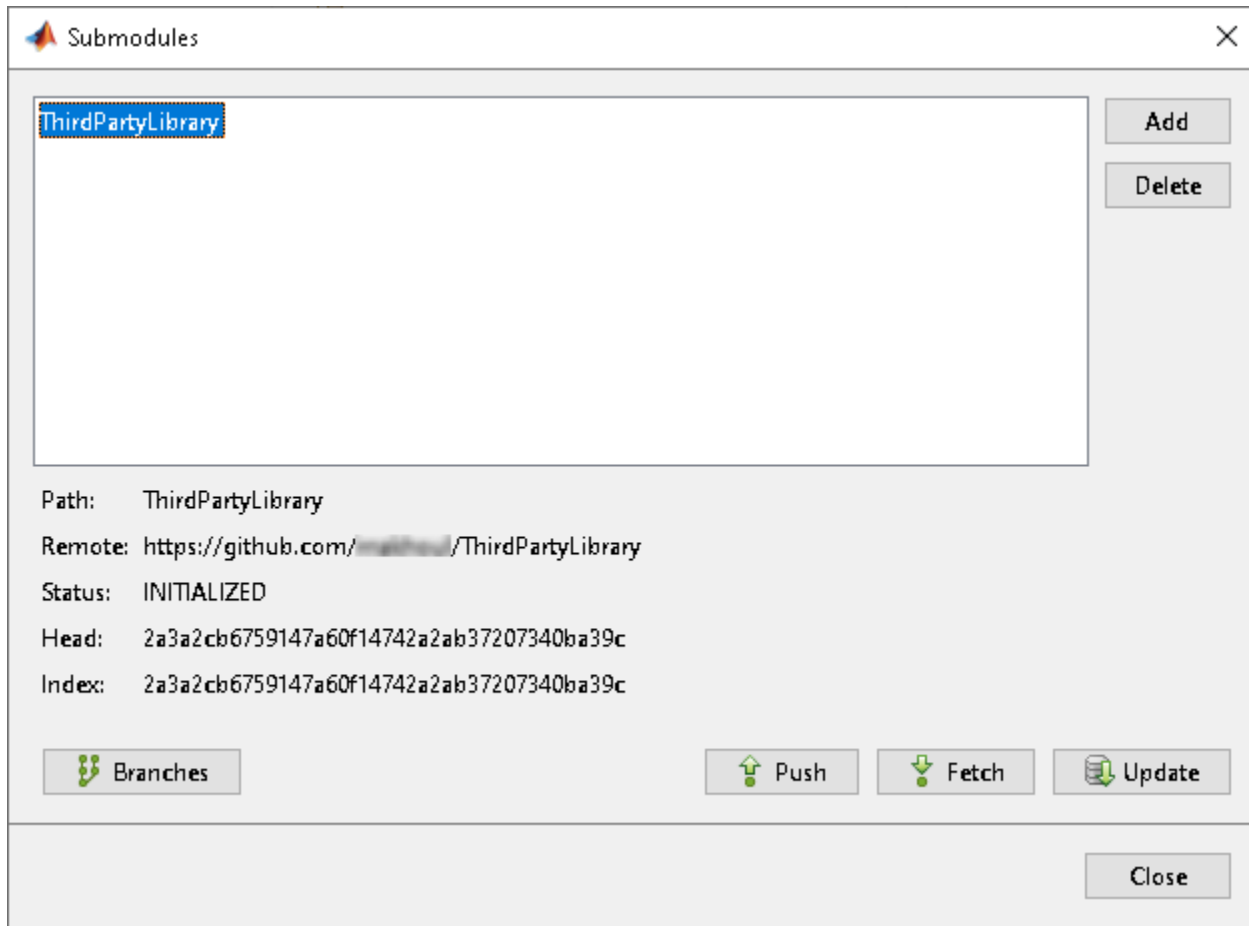 Submodules
ThirdPartyLibrary
Add
Delete
Path: ThirdPartyLibrary
Remote: https://github.com/ /ThirdPartyLibrary
Status: INITIALIZED
Head: 2a3a2cb6759147a60f14742a2ab37207340ba39c
Index: 2a3a2cb6759147a60f14742a2ab37207340ba39c
Branches Push Fetch Update
Close